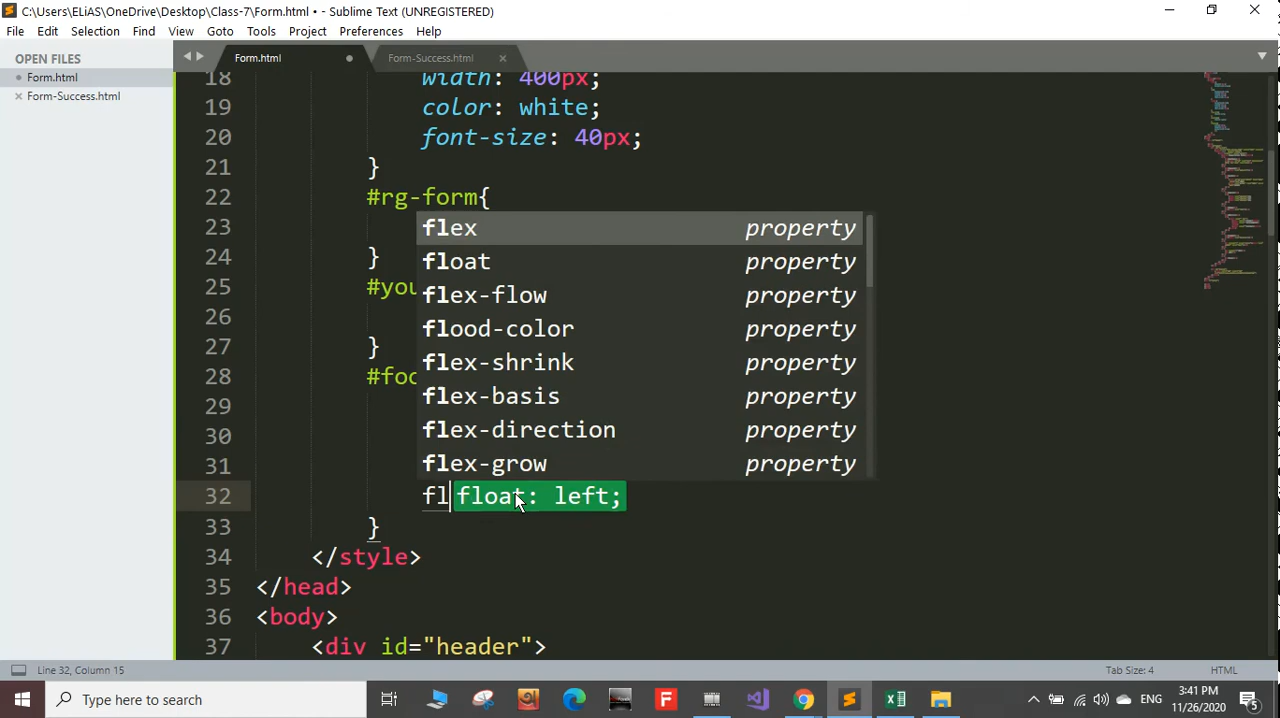 C:\Users\ELiAS\OneDrive\Desktop\Class-7\Form.html • - Sublime Text (UNREGISTERED)
File Edit Selection Find View Goto Tools Project Preferences Help
OPEN FILES
Form.html
Form-Success.html
Form.html
Form-Success.html
18 width: 400px;
19 color: white;
20 font-size: 40px;
21 }
22 #rg-form{
23
24 }
25 #you
26
27 }
28 #foo
29
30
31
32 fl float: left;
33 }
34 </style>
35 </head>
36 <body>
37 <div id="header">
flex property
float property
flex-flow property
flood-color property
flex-shrink property
flex-basis property
flex-direction property
flex-grow property
Line 32, Column 15
Tab Size: 4
HTML
Type here to search
ENG
3:41 PM
11/26/2020
5